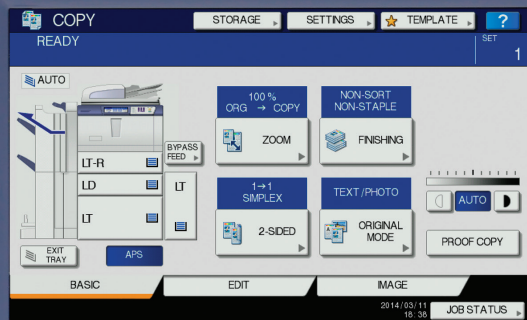 COPY
STORAGE
SETTINGS
TEMPLATE
?
READY
SET
1
AUTO
100 %
ORG → COPY
ZOOM
NON-SORT
NON-STAPLE
FINISHING
BYPASS
FEED
LT-R
LD
LT
LT
1→1
SIMPLEX
2-SIDED
TEXT/PHOTO
ORIGINAL
MODE
AUTO
PROOF COPY
EXIT
TRAY
APS
BASIC
EDIT
IMAGE
2014/03/11
16:38
JOB STATUS